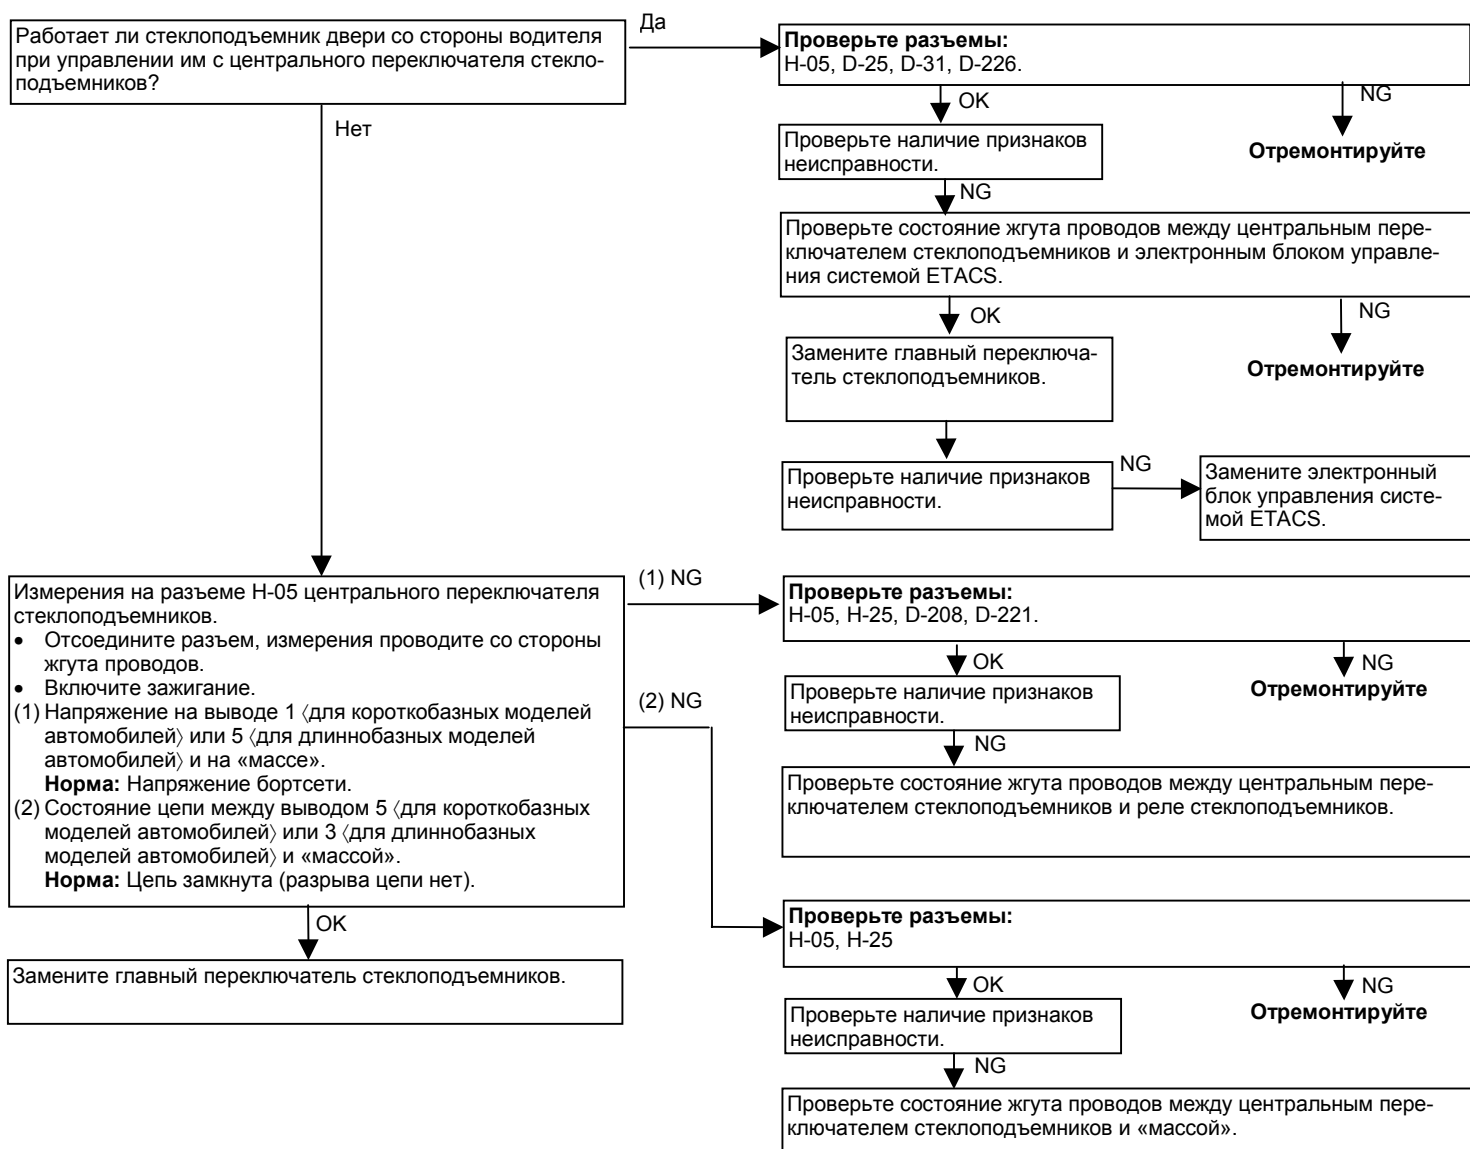 Работает ли стеклоподъемник двери со стороны водителя
при управлении им с центрального переключателя стекло-
подъемников?
Да
Проверьте разъемы:
H-05, D-25, D-31, D-226.
OK
NG
Нет
Проверьте наличие признаков
неисправности.
Отремонтируйте
NG
Проверьте состояние жгута проводов между центральным пере-
ключателем стеклоподъемников и электронным блоком управле-
ния системой ETACS.
OK
NG
Замените главный переключа-
тель стеклоподъемников.
Отремонтируйте
Проверьте наличие признаков
неисправности.
NG
Замените электронный
блок управления систе-
мой ETACS.
Измерения на разъеме H-05 центрального переключателя
стеклоподъемников.
• Отсоедините разъем, измерения проводите со стороны
жгута проводов.
• Включите зажигание.
(1) Напряжение на выводе 1 〈для короткобазных моделей
автомобилей〉 или 5 〈для длиннобазных моделей
автомобилей〉 и на «массе».
Норма: Напряжение бортсети.
(2) Состояние цепи между выводом 5 〈для короткобазных
моделей автомобилей〉 или 3 〈для длиннобазных
моделей автомобилей〉 и «массой».
Норма: Цепь замкнута (разрыва цепи нет).
(1) NG
Проверьте разъемы:
H-05, H-25, D-208, D-221.
OK
NG
Проверьте наличие признаков
неисправности.
Отремонтируйте
NG
Проверьте состояние жгута проводов между центральным пере-
ключателем стеклоподъемников и реле стеклоподъемников.
(2) NG
Проверьте разъемы:
H-05, H-25
OK
NG
Проверьте наличие признаков
неисправности.
Отремонтируйте
NG
Проверьте состояние жгута проводов между центральным пере-
ключателем стеклоподъемников и «массой».
OK
Замените главный переключатель стеклоподъемников.